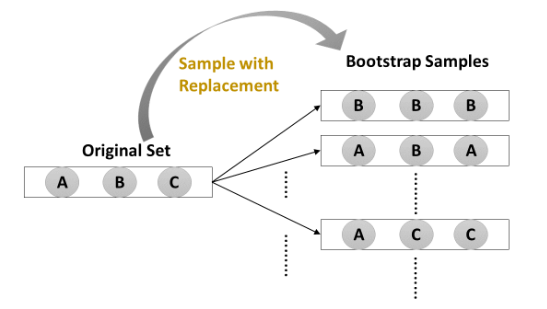 Sample with
Replacement
Bootstrap Samples
B B B
Original Set
A B A
A B C
A C C